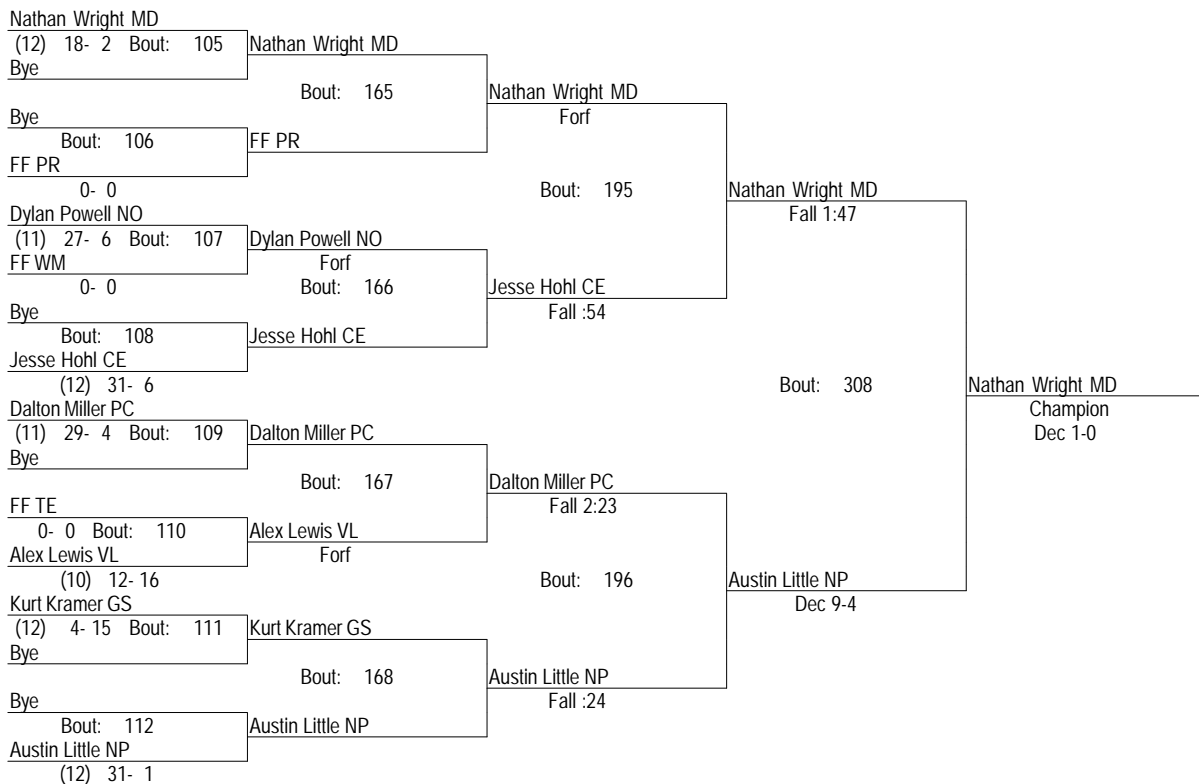 Nathan Wright MD
(12) 18- 2 Bout: 105
Bye
Bye
Bout: 106
FF PR
0- 0
Dylan Powell NO
(11) 27- 6 Bout: 107
FF WM
0- 0
Bye
Bout: 108
Jesse Hohl CE
(12) 31- 6
Dalton Miller PC
(11) 29- 4 Bout: 109
Bye
FF TE
0- 0 Bout: 110
Alex Lewis VL
(10) 12- 16
Kurt Kramer GS
(12) 4- 15 Bout: 111
Bye
Bye
Bout: 112
Austin Little NP
(12) 31- 1
Nathan Wright MD
Bout: 165
FF PR
Dylan Powell NO
Forf
Bout: 166
Jesse Hohl CE
Dalton Miller PC
Bout: 167
Alex Lewis VL
Forf
Kurt Kramer GS
Bout: 168
Austin Little NP
Nathan Wright MD
Forf
Bout: 195
Jesse Hohl CE
Fall :54
Dalton Miller PC
Fall 2:23
Bout: 196
Austin Little NP
Fall :24
Nathan Wright MD
Fall 1:47
Bout: 308
Austin Little NP
Dec 9-4
Nathan Wright MD
Champion
Dec 1-0